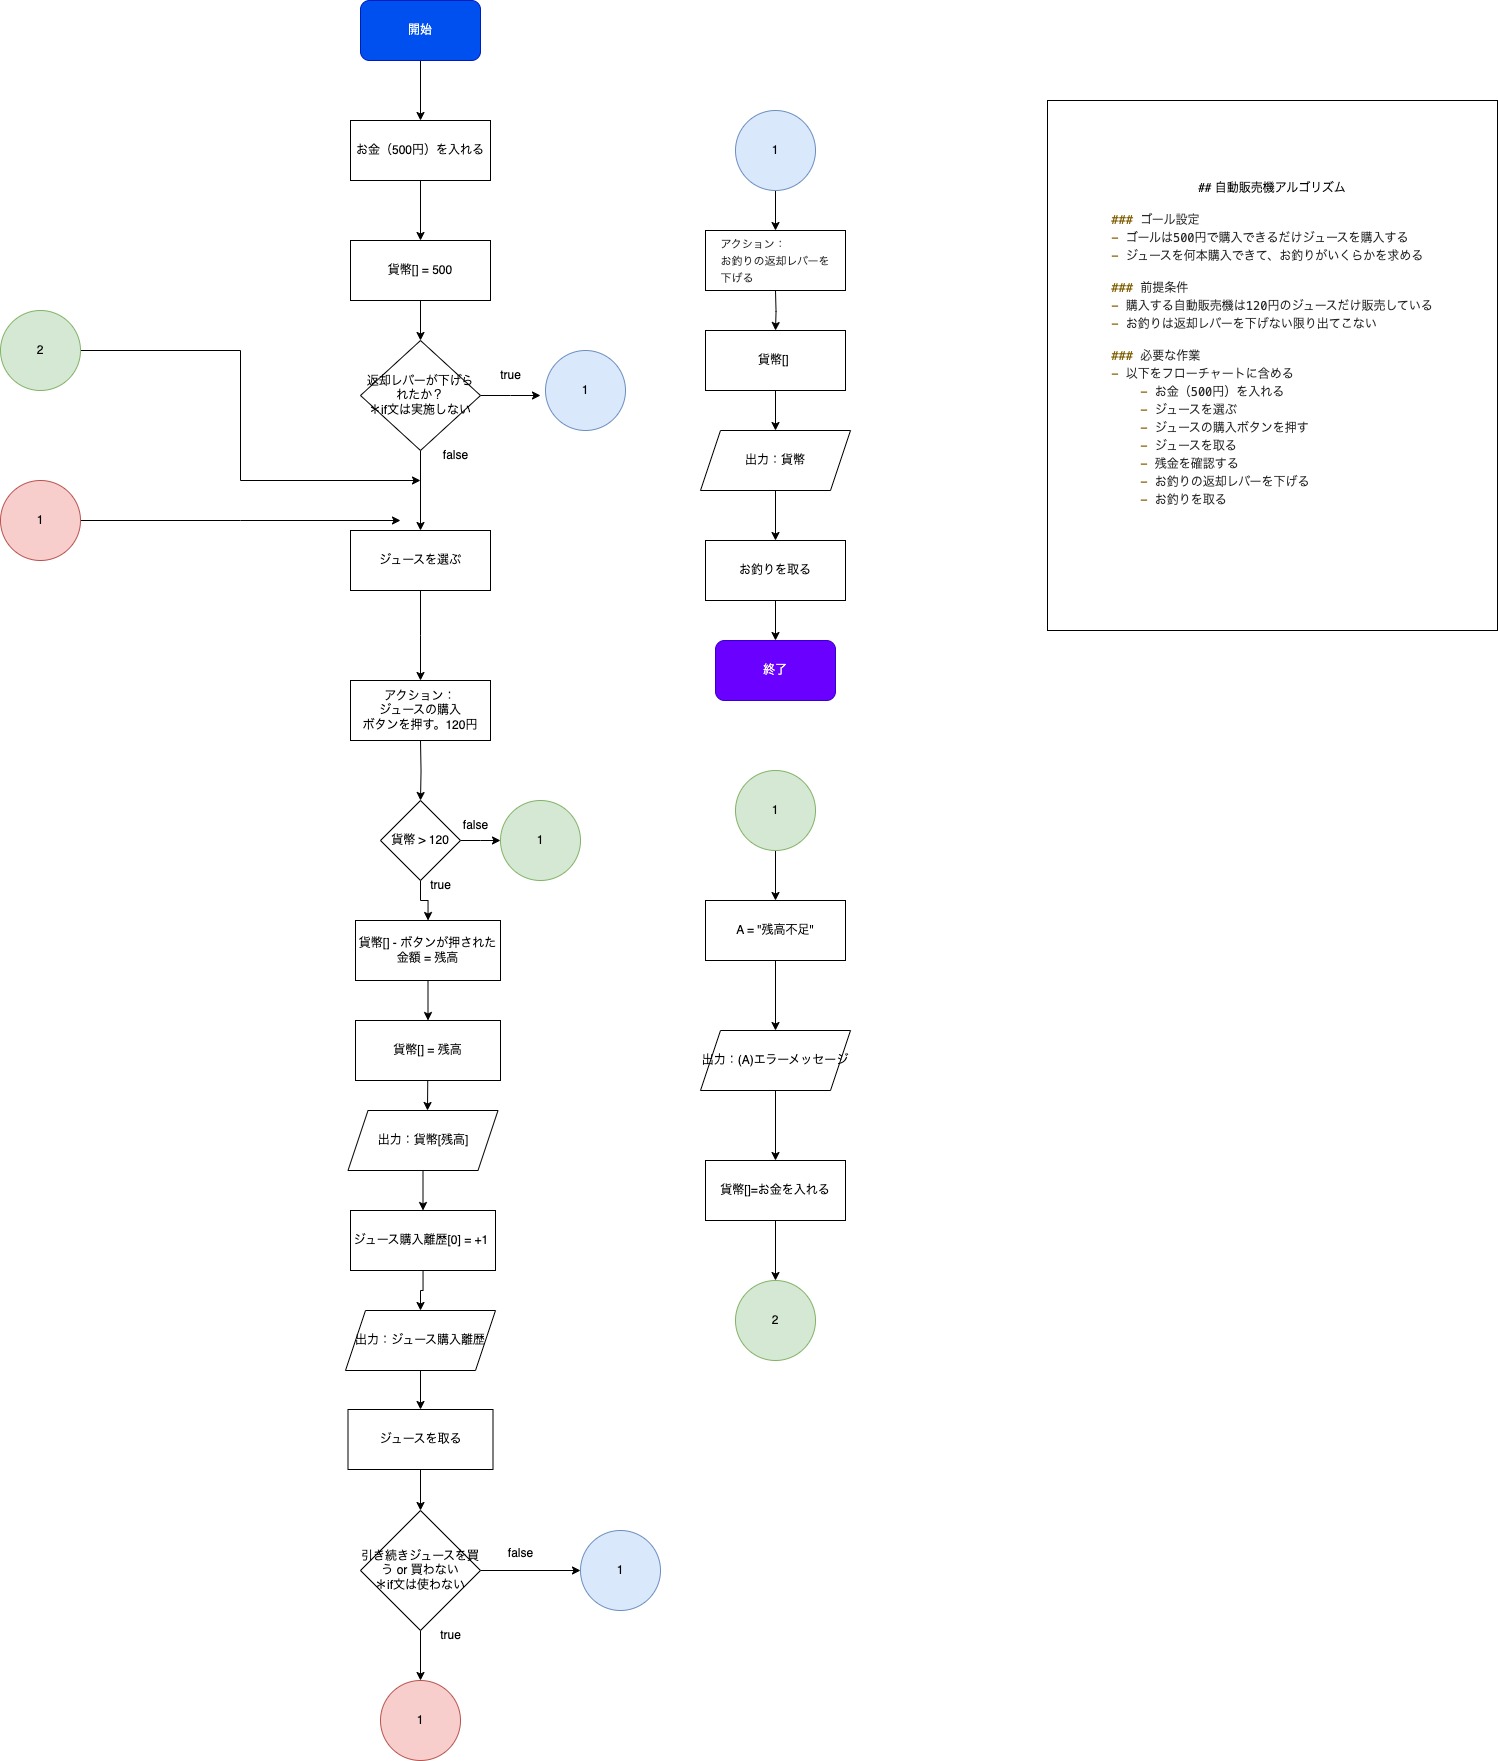 開始
お金（500円）を入れる
貨幣[] = 500
2
返却レバーが下げら
れたか？
＊if文は実施しない
true
1
false
1
ジュースを選ぶ
アクション：
ジュースの購入
ボタンを押す。120円
貨幣 > 120
false
1
true
貨幣[] - ボタンが押された
金額 = 残高
貨幣[] = 残高
出力：貨幣[残高]
ジュース購入離歴[0] = +1
出力：ジュース購入離歴
ジュースを取る
引き続きジュースを買
う or 買わない
＊if文は使わない
false
1
true
1
1
アクション：
お釣りの返却レバーを
下げる
貨幣[]
出力：貨幣
お釣りを取る
終了
1
A = "残高不足"
出力：(A)エラーメッセージ
貨幣[]=お金を入れる
2
## 自動販売機アルゴリズム
### ゴール設定
- ゴールは500円で購入できるだけジュースを購入する
- ジュースを何本購入できて、お釣りがいくらかを求める
### 前提条件
- 購入する自動販売機は120円のジュースだけ販売している
- お釣りは返却レバーを下げない限り出てこない
### 必要な作業
- 以下をフローチャートに含める
- お金（500円）を入れる
- ジュースを選ぶ
- ジュースの購入ボタンを押す
- ジュースを取る
- 残金を確認する
- お釣りの返却レバーを下げる
- お釣りを取る